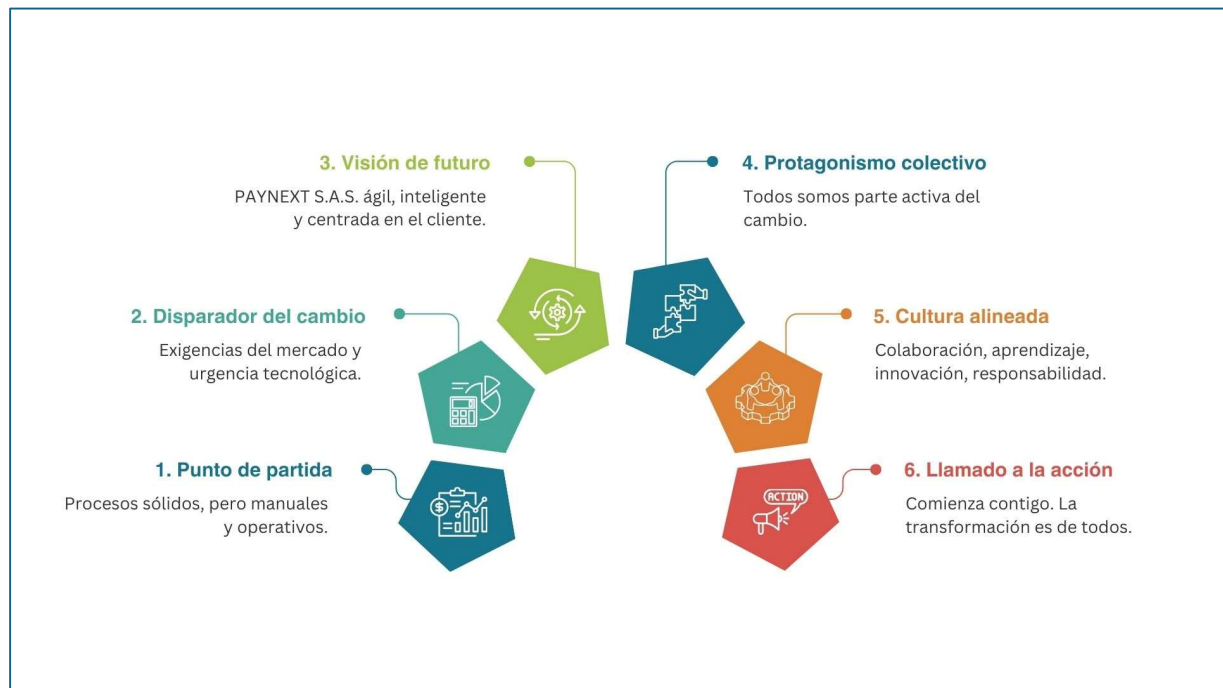 1. Punto de partida
Procesos sólidos, pero manuales
y operativos.
2. Disparador del cambio
Exigencias del mercado y
urgencia tecnológica.
3. Visión de futuro
PAYNEXT S.A.S. ágil, inteligente
y centrada en el cliente.
4. Protagonismo colectivo
Todos somos parte activa del
cambio.
5. Cultura alineada
Colaboración, aprendizaje,
innovación, responsabilidad.
6. Llamado a la acción
Comienza contigo. La
transformación es de todos.
$
ACTION